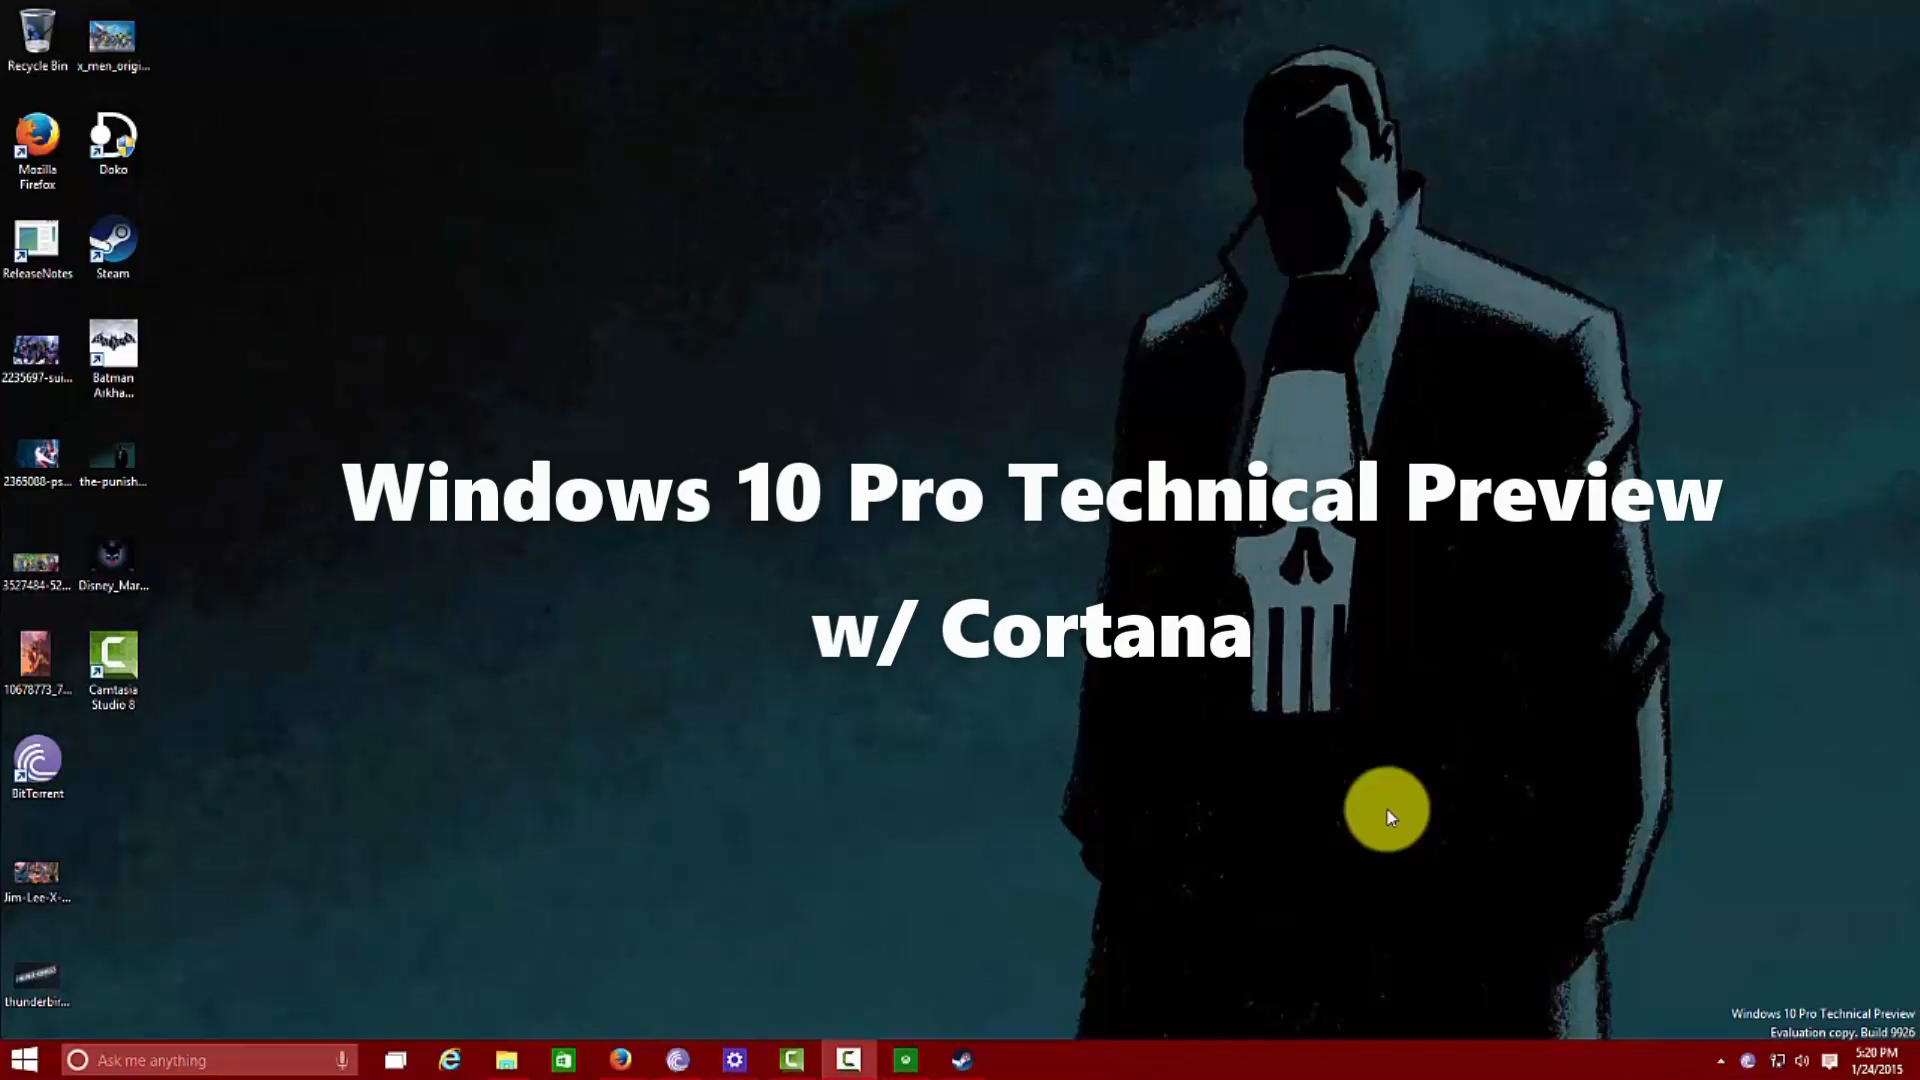 Recycle Bin
x_men_origi...
Mozilla
Firefox
Doko
ReleaseNotes
Steam
2235697-sui...
Batman
Arkha...
2365088-ps...
the-punish...
3527484-52...
Disney_Mar...
10678773_7...
Camtasia
Studio 8
BitTorrent
Jim-Lee-X-...
thunderbir...
Windows 10 Pro Technical Preview
w/ Cortana
Windows 10 Pro Technical Preview
Evaluation copy. Build 9926
Ask me anything
5:20 PM
1/24/2015